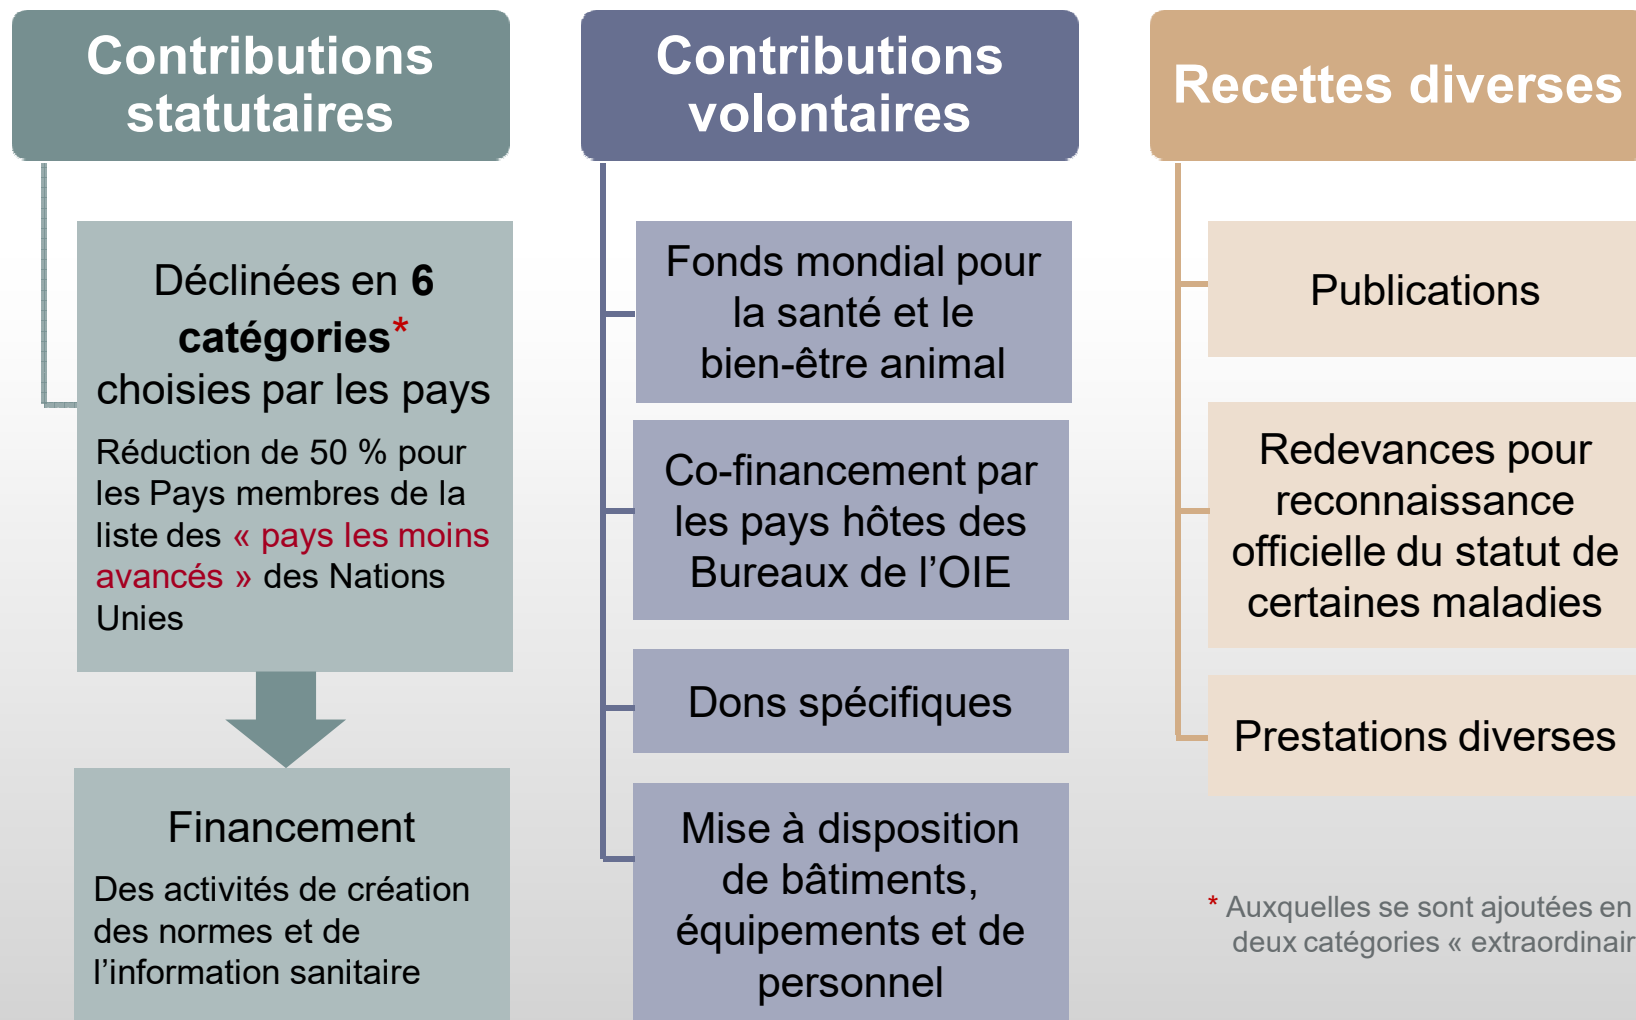 Contributions
statutaires
Déclinées en 6
catégories*
choisies par les pays
Réduction de 50 % pour
les Pays membres de la
liste des « pays les moins
avancés » des Nations
Unies
Financement
Des activités de création
des normes et de
l’information sanitaire
Contributions
volontaires
Fonds mondial pour
la santé et le
bien-être animal
Co-financement par
les pays hôtes des
Bureaux de l’OIE
Dons spécifiques
Mise à disposition
de bâtiments,
équipements et de
personnel
Recettes diverses
Publications
Redevances pour
reconnaissance
officielle du statut de
certaines maladies
Prestations diverses
* Auxquelles se sont ajoutées en
deux catégories «